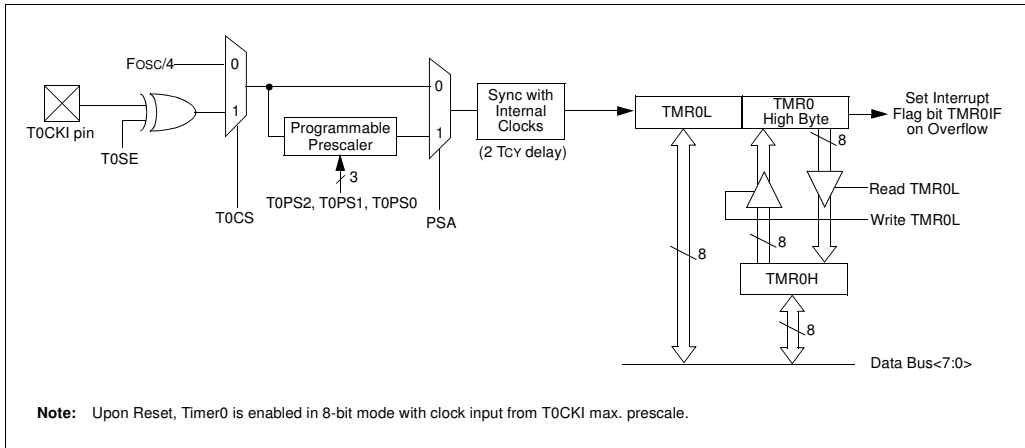 FOSC/4
0
1
T0CKI pin
T0SE
T0CS
Programmable
Prescaler
3
T0PS2, T0PS1, T0PS0
0
1
PSA
Sync with
Internal
Clocks
(2 TCY delay)
TMR0L
TMR0
High Byte
Set Interrupt
Flag bit TMR0IF
on Overflow
8
Read TMR0L
Write TMR0L
8
8
TMR0H
8
Data Bus<7:0>
Note: Upon Reset, Timer0 is enabled in 8-bit mode with clock input from T0CKI max. prescale.